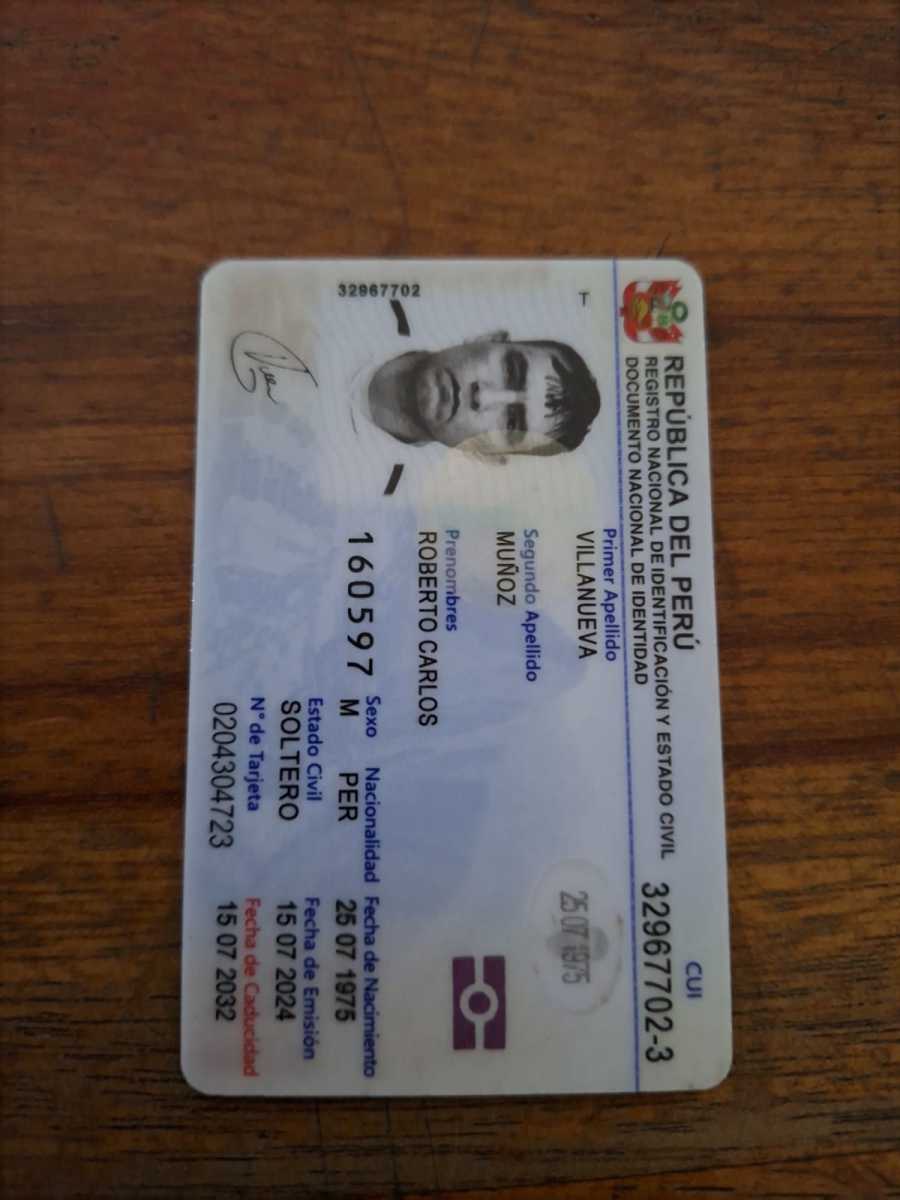 REPÚBLICA DEL PERÚ
REGISTRO NACIONAL DE IDENTIFICACIÓN Y ESTADO CIVIL
DOCUMENTO NACIONAL DE IDENTIDAD
CUI
32967702-3
T
32967702
Primer Apellido
VILLANUEVA
25 07 1975
Segundo Apellido
MUÑOZ
Prenombres
ROBERTO CARLOS
160597
Sexo Nacionalidad Fecha de Nacimiento
M PER 25 07 1975
Estado Civil Fecha de Emisión
SOLTERO 15 07 2024
N° de Tarjeta Fecha de Caducidad
0204304723 15 07 2032